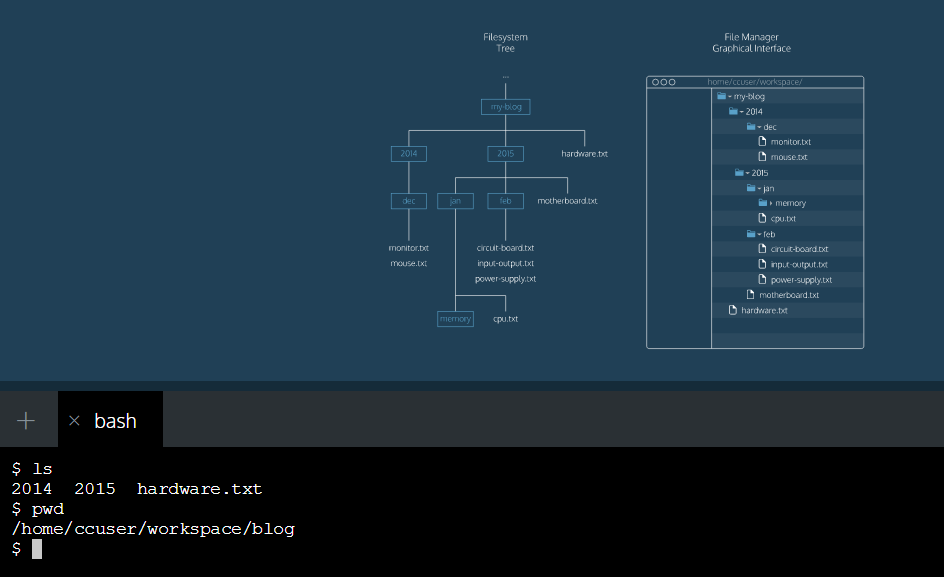 Filesystem
Tree
...
my-blog
2014
2015
hardware.txt
dec
jan
feb
motherboard.txt
monitor.txt
mouse.txt
circuit-board.txt
input-output.txt
power-supply.txt
memory
cpu.txt
File Manager
Graphical Interface
home/ccuser/workspace/
my-blog
2014
dec
monitor.txt
mouse.txt
2015
jan
memory
cpu.txt
feb
circuit-board.txt
input-output.txt
power-supply.txt
motherboard.txt
hardware.txt
+
× bash
$ ls
2014  2015  hardware.txt
$ pwd
/home/ccuser/workspace/blog
$